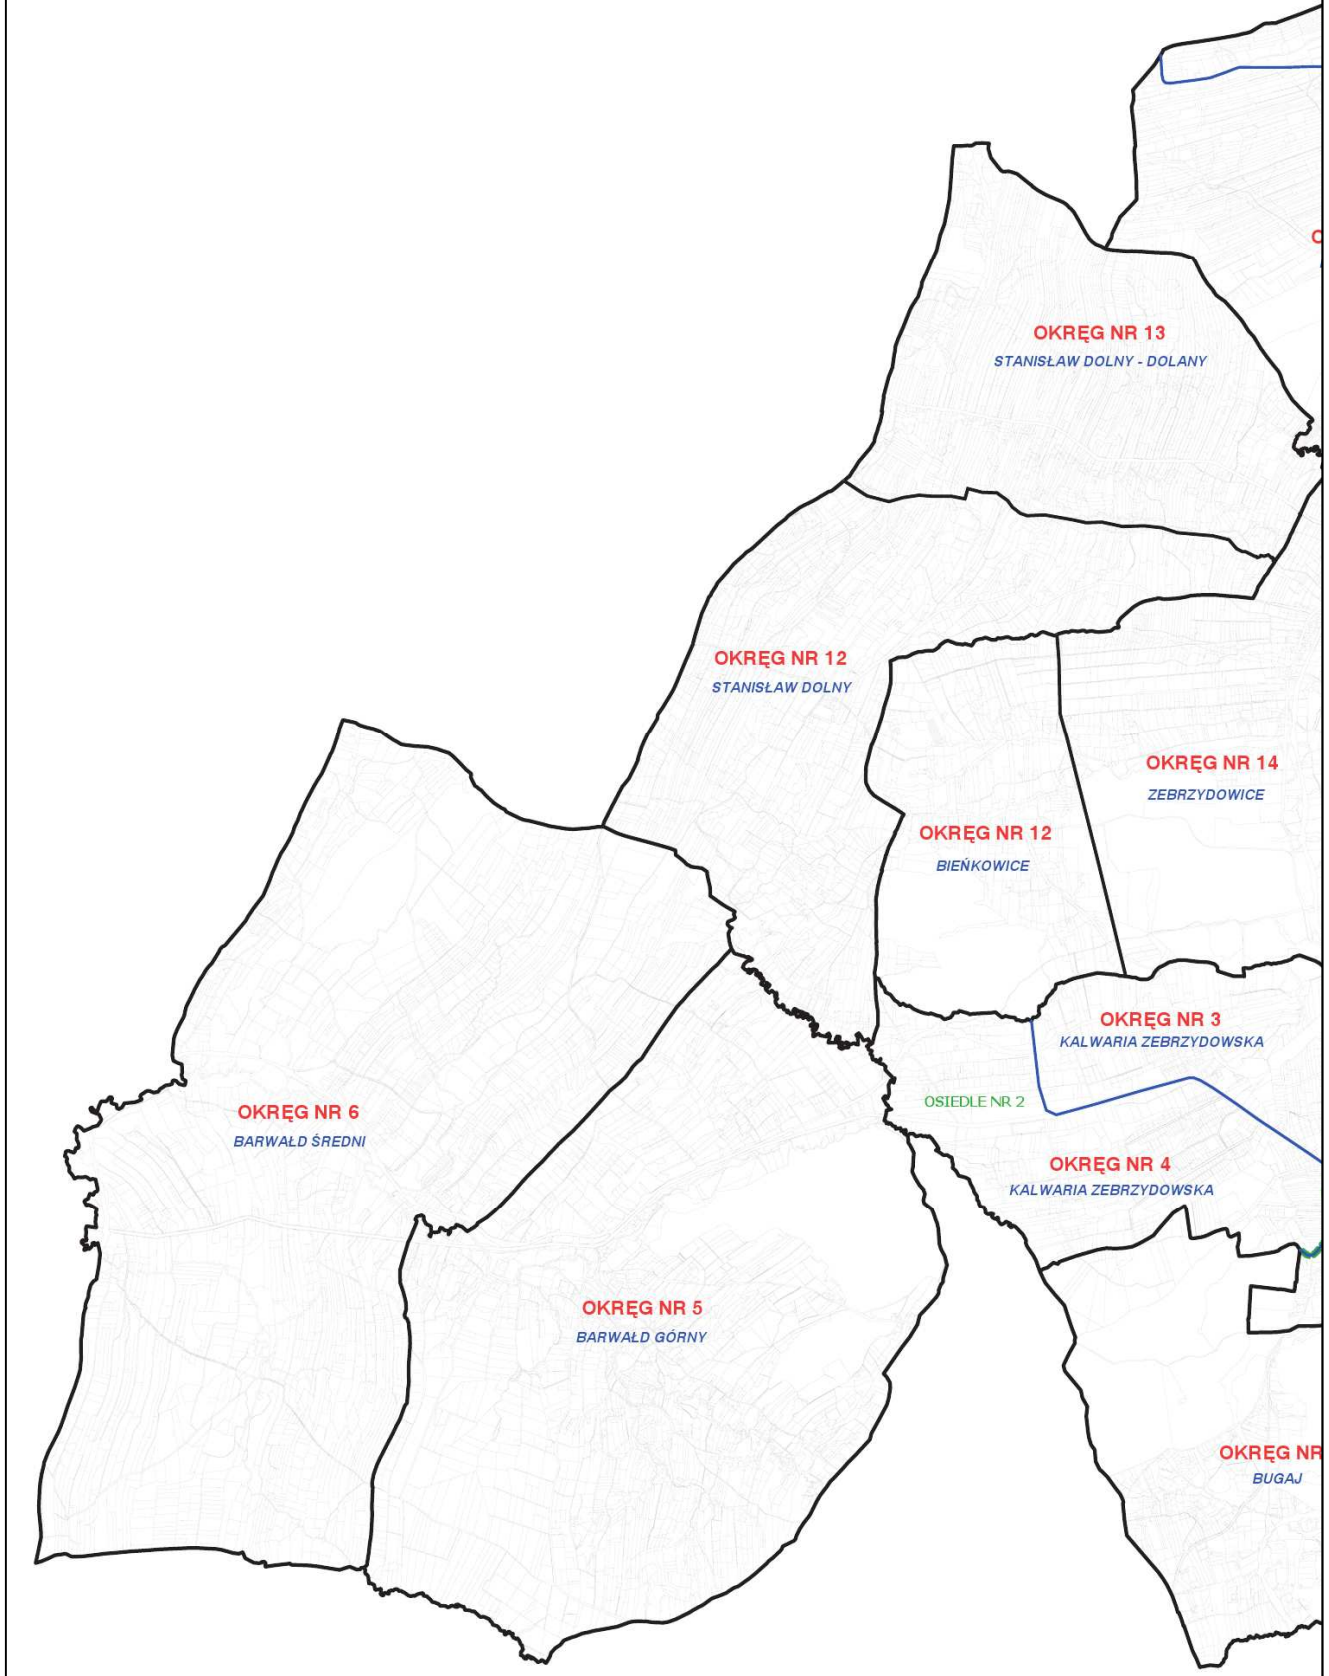 OKRĘG NR 13
STANISŁAW DOLNY - DOLANY
OKRĘG NR 12
STANISŁAW DOLNY
OKRĘG NR 14
ZEBRZYDOWICE
OKRĘG NR 12
BIEŃKOWICE
OKRĘG NR 3
KALWARIA ZEBRZYDOWSKA
OSIEDLE NR 2
OKRĘG NR 6
BARWAŁD ŚREDNI
OKRĘG NR 4
KALWARIA ZEBRZYDOWSKA
OKRĘG NR 5
BARWAŁD GÓRNY
OKRĘG NR
BUGAJ